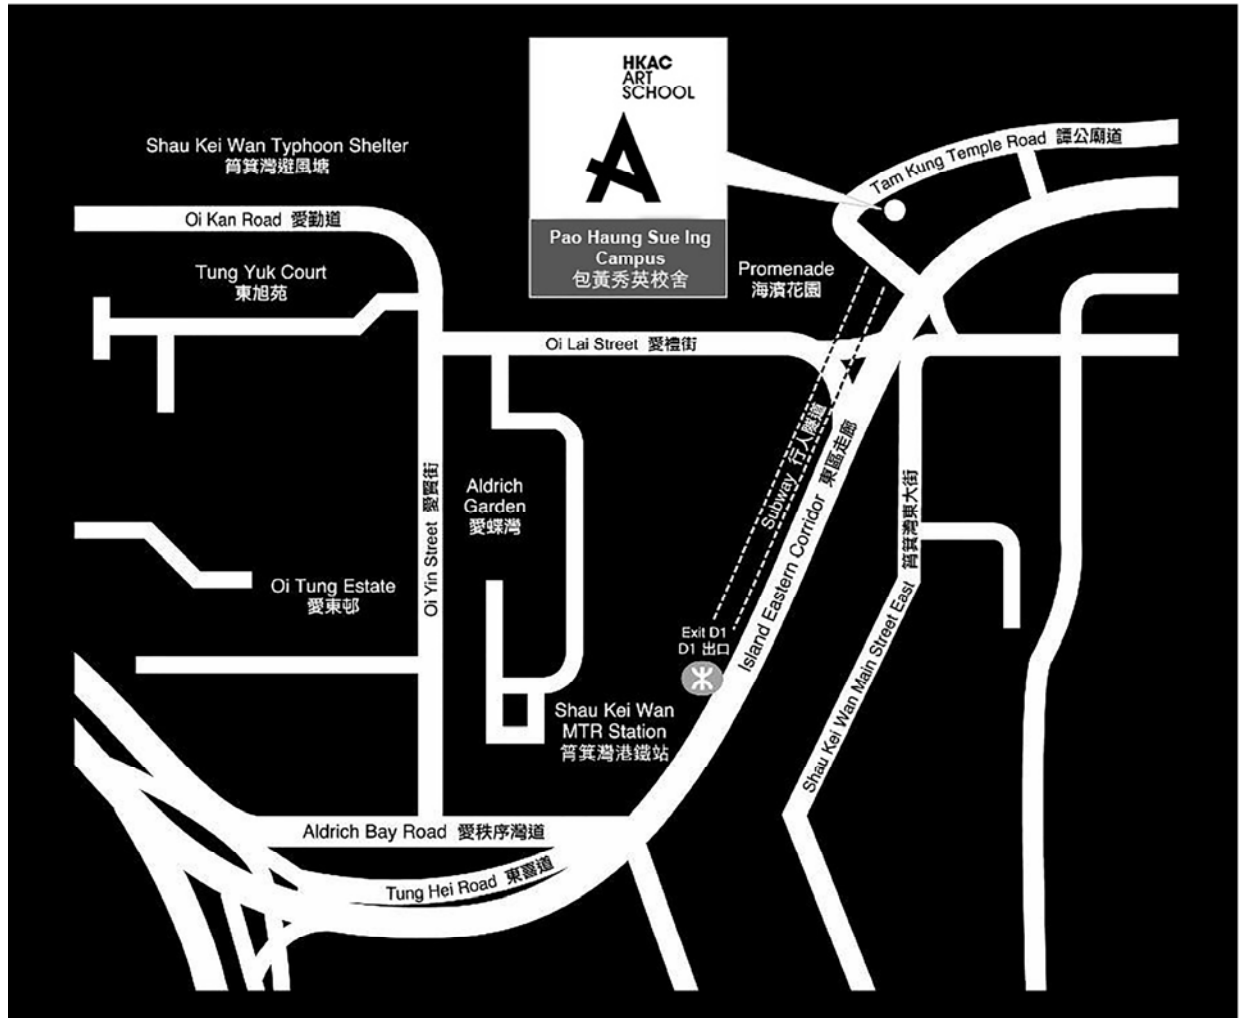 HKAC
ART
SCHOOL
Pao Haung Sue Ing
Campus
包黃秀英校舍
Shau Kei Wan Typhoon Shelter
筲箕灣避風塘
Tam Kung Temple Road 譚公廟道
Oi Kan Road 愛勤道
Tung Yuk Court
東旭苑
Promenade
海濱花園
Oi Lai Street 愛禮街
Subway 行人隧道
Island Eastern Corridor 東區走廊
Oi Yin Street 愛賢街
Aldrich
Garden
愛蝶灣
Shau Kei Wan Main Street East 筲箕灣東大街
Oi Tung Estate
愛東邨
Exit D1
D1 出口
Shau Kei Wan
MTR Station
筲箕灣港鐵站
Aldrich Bay Road 愛秩序灣道
Tung Hei Road 東喜道